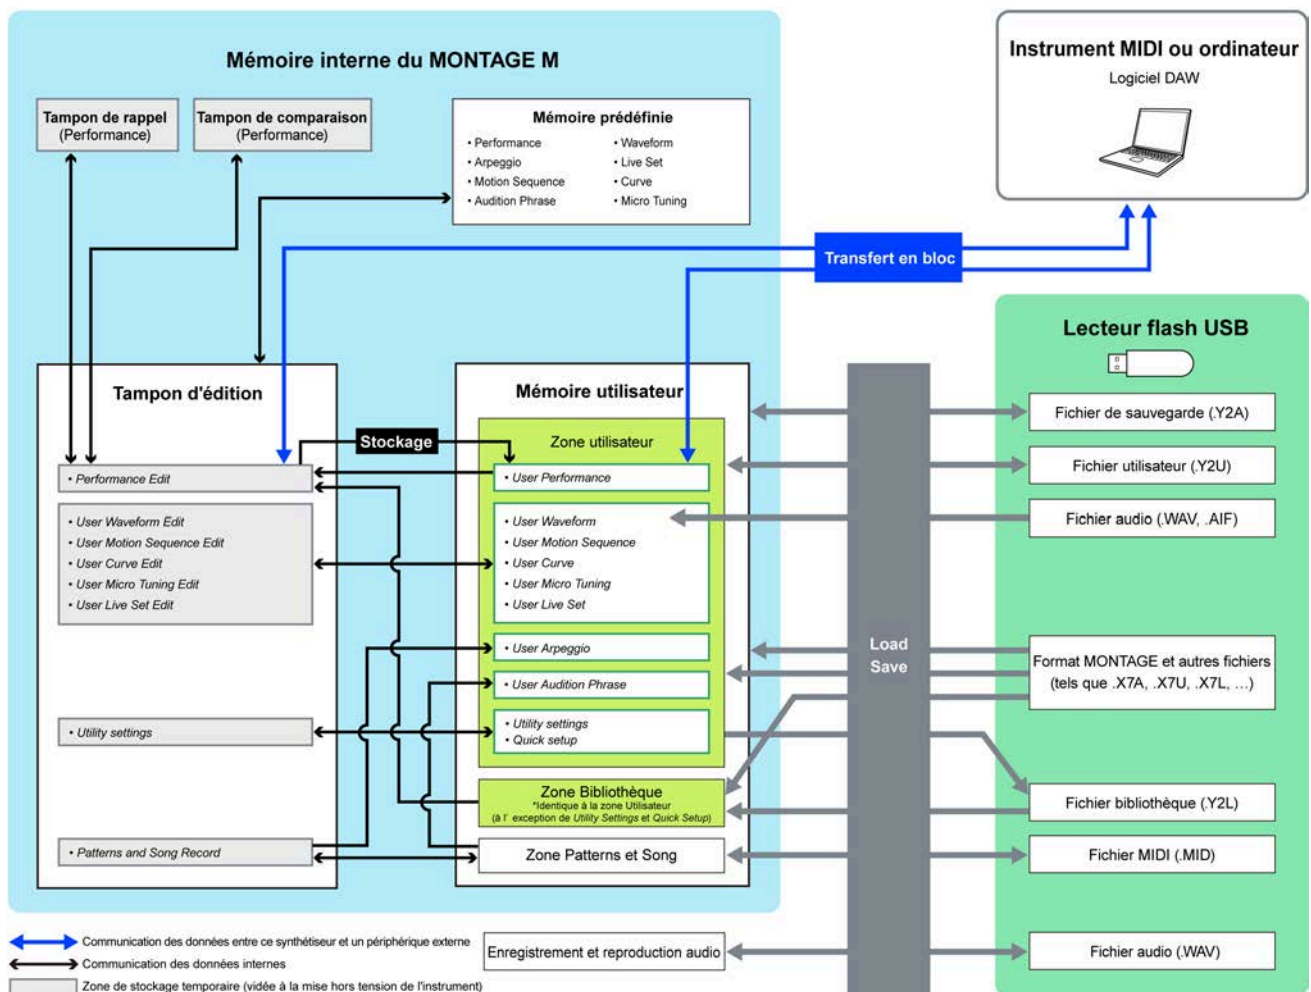 Mémoire interne du MONTAGE M
Tampon de rappel
(Performance)
Tampon de comparaison
(Performance)
Mémoire prédéfinie
• Performance
• Arpeggio
• Motion Sequence
• Audition Phrase
• Waveform
• Live Set
• Curve
• Micro Tuning
Instrument MIDI ou ordinateur
Logiciel DAW
Transfert en bloc
Lecteur flash USB
Tampon d'édition
• Performance Edit
• User Waveform Edit
• User Motion Sequence Edit
• User Curve Edit
• User Micro Tuning Edit
• User Live Set Edit
• Utility settings
• Patterns and Song Record
Stockage
Mémoire utilisateur
Zone utilisateur
• User Performance
• User Waveform
• User Motion Sequence
• User Curve
• User Micro Tuning
• User Live Set
• User Arpeggio
• User Audition Phrase
• Utility settings
• Quick setup
Zone Bibliothèque
*Identique à la zone Utilisateur
(à l' exception de Utility Settings et Quick Setup)
Zone Patterns et Song
Enregistrement et reproduction audio
Load
Save
Fichier de sauvegarde (.Y2A)
Fichier utilisateur (.Y2U)
Fichier audio (.WAV, .AIF)
Format MONTAGE et autres fichiers
(tels que .X7A, .X7U, .X7L, …)
Fichier bibliothèque (.Y2L)
Fichier MIDI (.MID)
Fichier audio (.WAV)
Communication des données entre ce synthétiseur et un périphérique externe
Communication des données internes
Zone de stockage temporaire (vidée à la mise hors tension de l'instrument)